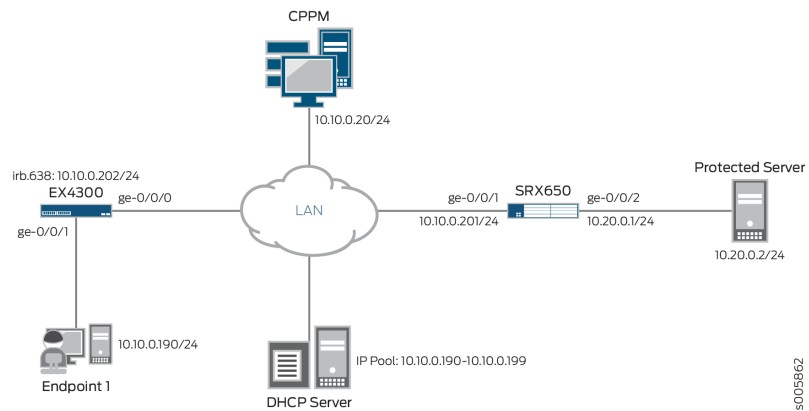 CPPM
10.10.0.20/24
irb.638: 10.10.0.202/24
EX4300
ge-0/0/0
ge-0/0/1
LAN
ge-0/0/1
SRX650
ge-0/0/2
10.10.0.201/24
10.20.0.1/24
Protected Server
10.20.0.2/24
10.10.0.190/24
Endpoint 1
IP Pool: 10.10.0.190-10.10.0.199
DHCP Server
s005862